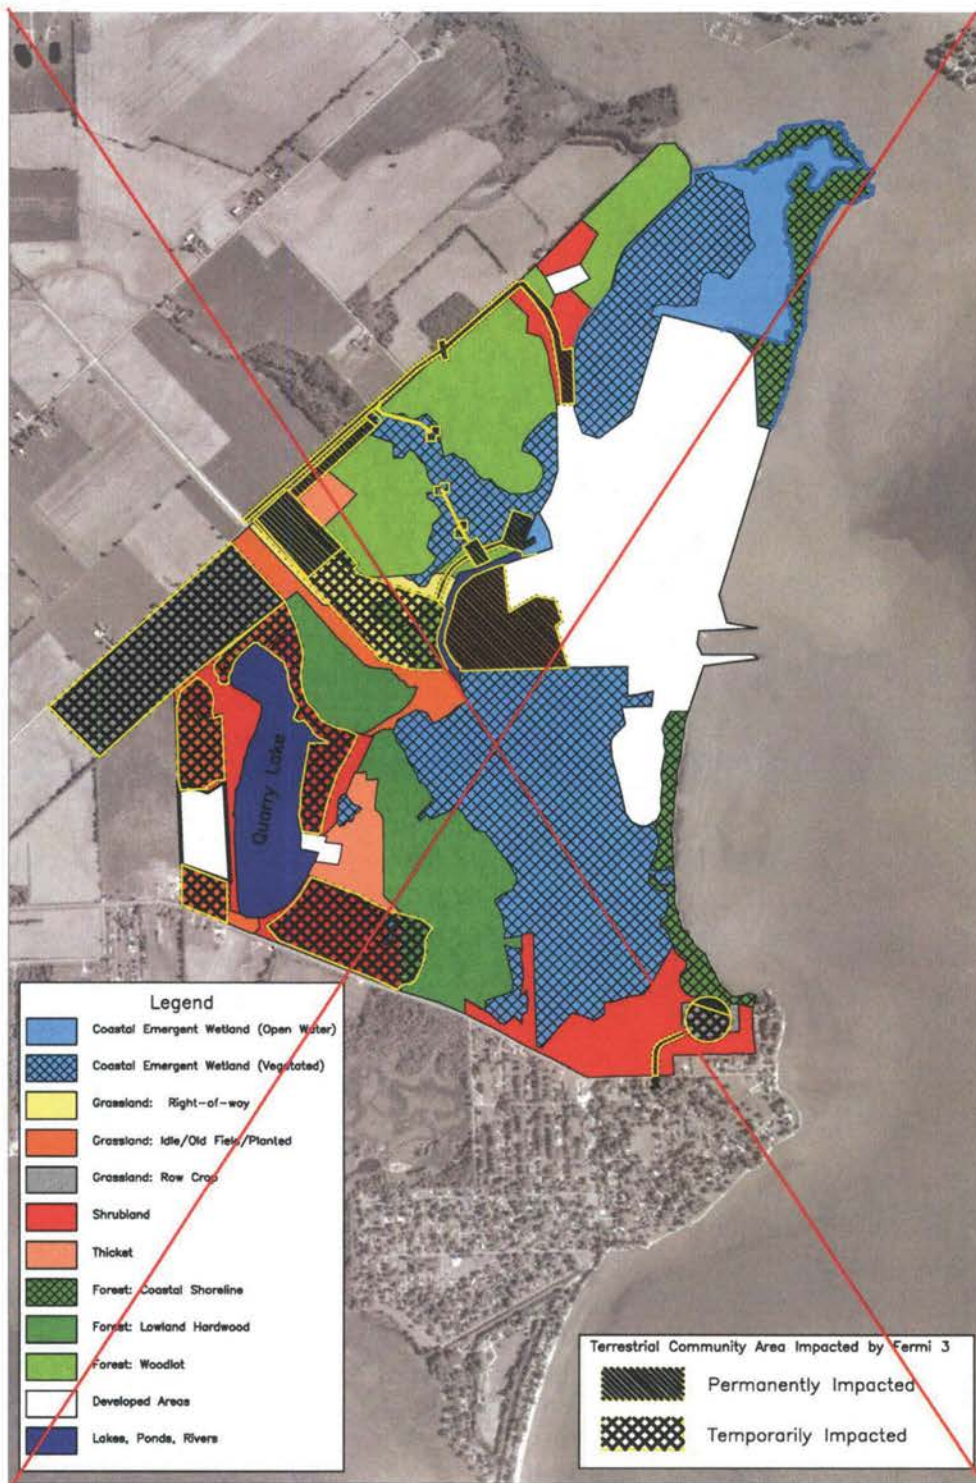 Quarry Lake
Legend
Coastal Emergent Wetland (Open Water)
Coastal Emergent Wetland (Vegetated)
Grassland: Right-of-way
Grassland: Idle/Old Field/Planted
Grassland: Row Crop
Shrubland
Thicket
Forest: Coastal Shoreline
Forest: Lowland Hardwood
Forest: Woodlot
Developed Areas
Lakes, Ponds, Rivers
Terrestrial Community Area Impacted by Fermi 3
Permanently Impacted
Temporarily Impacted